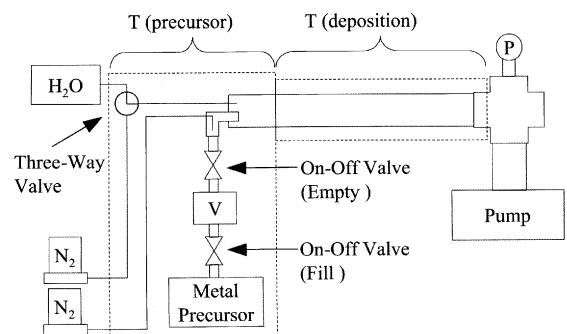 T (precursor)
T (deposition)
P
H₂O
Three-Way
Valve
On-Off Valve
(Empty )
V
Pump
On-Off Valve
(Fill )
N₂
Metal
Precursor
N₂